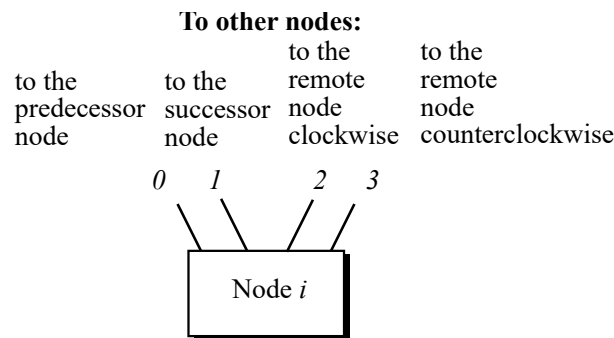 To other nodes:
to the
predecessor
node
to the
successor
node
to the
remote
node
clockwise
to the
remote
node
counterclockwise
0 1 2 3
Node i